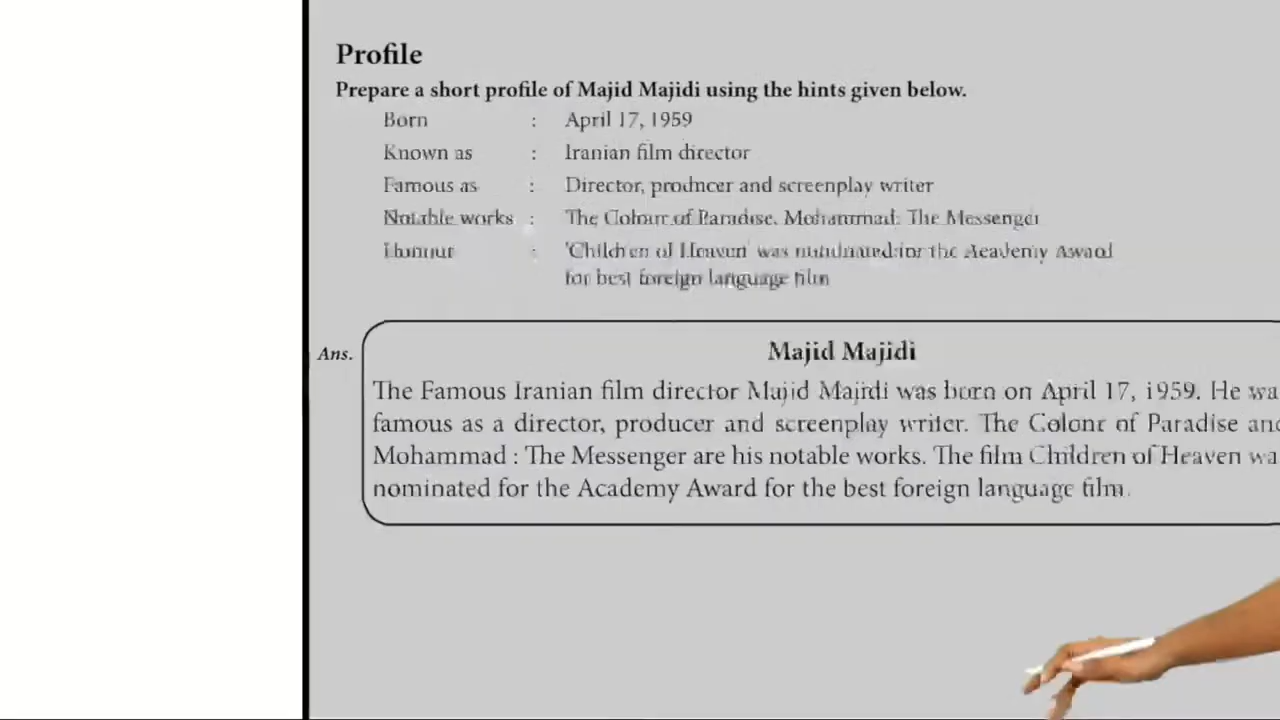 Profile
Prepare a short profile of Majid Majidi using the hints given below.
Born : April 17, 1959
Known as : Iranian film director
Famous as : Director, producer and screenplay writer
Notable works : The Colour of Paradise, Mohammad: The Messenger
Honour : 'Children of Heaven' was nominated for the Academy Award
for best foreign language film
Ans.
Majid Majidi
The Famous Iranian film director Majid Majidi was born on April 17, 1959. He wa
famous as a director, producer and screenplay writer. The Colour of Paradise and
Mohammad : The Messenger are his notable works. The film Children of Heaven wa
nominated for the Academy Award for the best foreign language film.